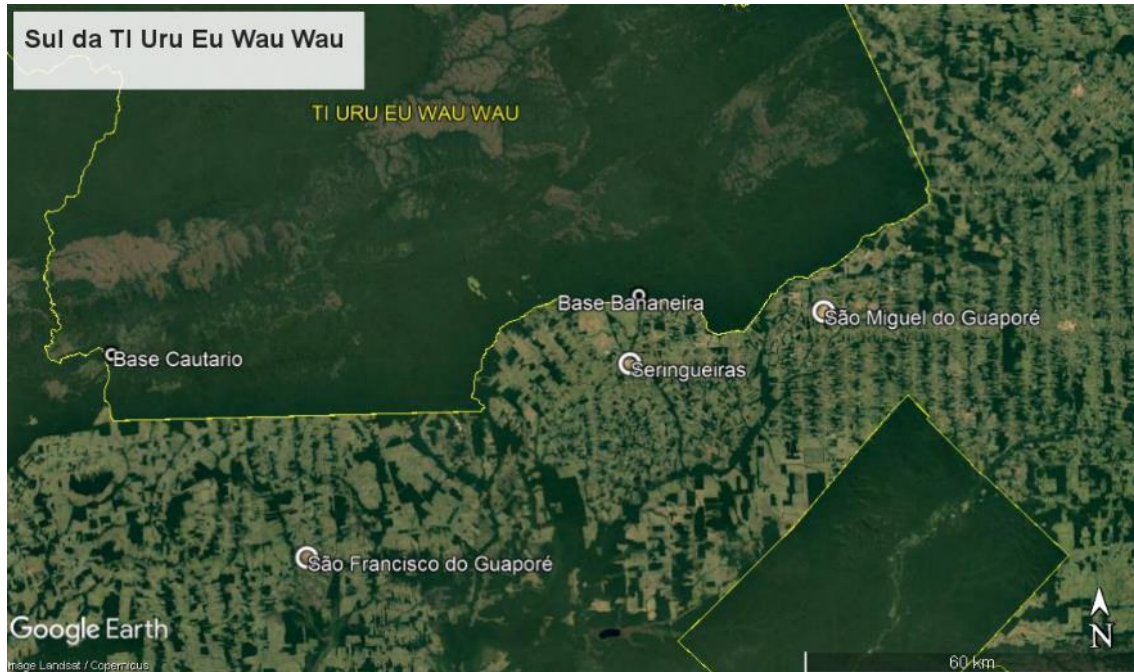 Sul da TI Uru Eu Wau Wau
TI URU EU WAU WAU
Base Bananeira
São Miguel do Guaporé
Base Cautario
Seringueiras
São Francisco do Guaporé
Google Earth
N
Image Landsat / Copernicus
60 km